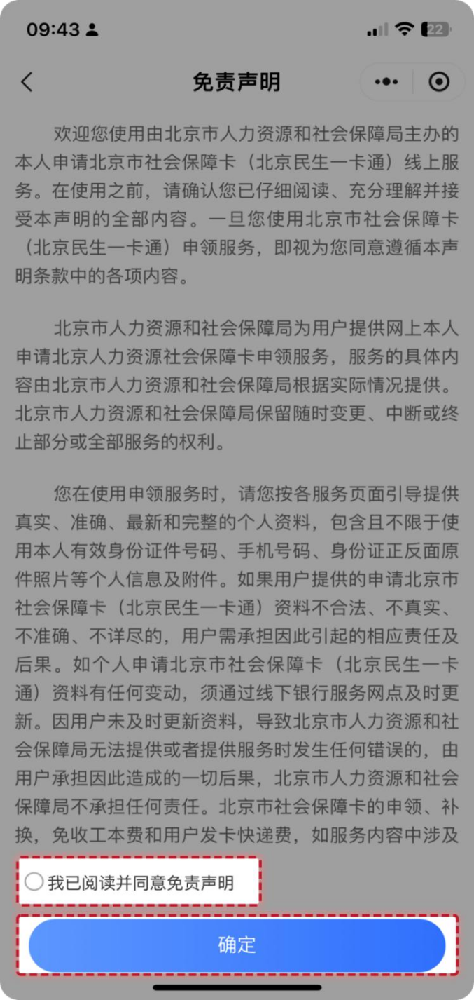 09:43
22
免责声明
欢迎您使用由北京市人力资源和社会保障局主办的
本人申请北京市社会保障卡（北京民生一卡通）线上服
务。在使用之前，请确认您已仔细阅读、充分理解并接
受本声明的全部内容。一旦您使用北京市社会保障卡
（北京民生一卡通）申领服务，即视为您同意遵循本声
明条款中的各项内容。
北京市人力资源和社会保障局为用户提供网上本人
申请北京人力资源社会保障卡申领服务，服务的具体内
容由北京市人力资源和社会保障局根据实际情况提供。
北京市人力资源和社会保障局保留随时变更、中断或终
止部分或全部服务的权利。
您在使用申领服务时，请您按各服务页面引导提供
真实、准确、最新和完整的个人资料，包含且不限于使
用本人有效身份证件号码、手机号码、身份证正反面原
件照片等个人信息及附件。如果用户提供的申请北京市
社会保障卡（北京民生一卡通）资料不合法、不真实、
不准确、不详尽的，用户需承担因此引起的相应责任及
后果。如个人申请北京市社会保障卡（北京民生一卡
通）资料有任何变动，须通过线下银行服务网点及时更
新。因用户未及时更新资料，导致北京市人力资源和社
会保障局无法提供或者提供服务时发生任何错误的，由
用户承担因此造成的一切后果，北京市人力资源和社会
保障局不承担任何责任。北京市社会保障卡的申领、补
换，免收工本费和用户发卡快递费，如服务内容中涉及
我已阅读并同意免责声明
确定